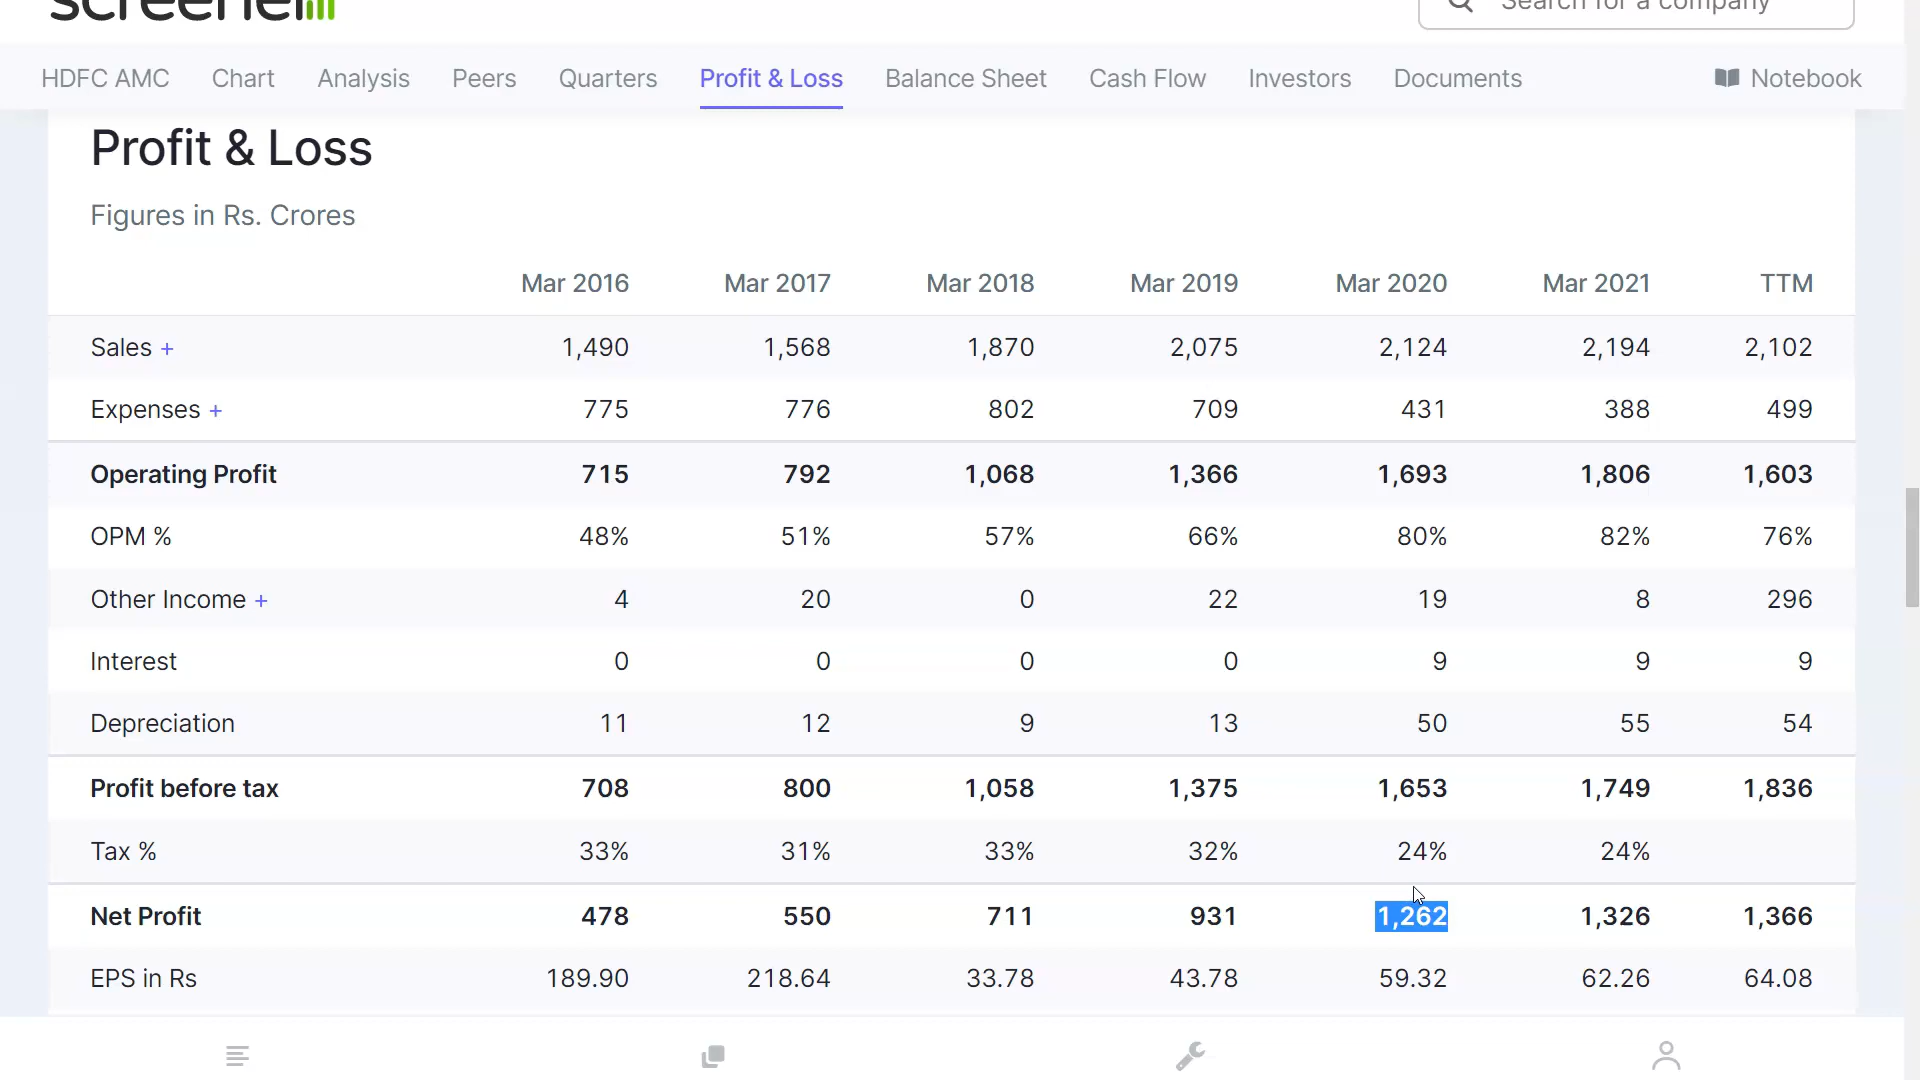 screener
Search for a company
HDFC AMC Chart Analysis Peers Quarters Profit & Loss Balance Sheet Cash Flow Investors Documents Notebook
Profit & Loss
Figures in Rs. Crores
Mar 2016 Mar 2017 Mar 2018 Mar 2019 Mar 2020 Mar 2021 TTM
Sales + 1,490 1,568 1,870 2,075 2,124 2,194 2,102
Expenses + 775 776 802 709 431 388 499
Operating Profit 715 792 1,068 1,366 1,693 1,806 1,603
OPM % 48% 51% 57% 66% 80% 82% 76%
Other Income + 4 20 0 22 19 8 296
Interest 0 0 0 0 9 9 9
Depreciation 11 12 9 13 50 55 54
Profit before tax 708 800 1,058 1,375 1,653 1,749 1,836
Tax % 33% 31% 33% 32% 24% 24%
Net Profit 478 550 711 931 1,262 1,326 1,366
EPS in Rs 189.90 218.64 33.78 43.78 59.32 62.26 64.08